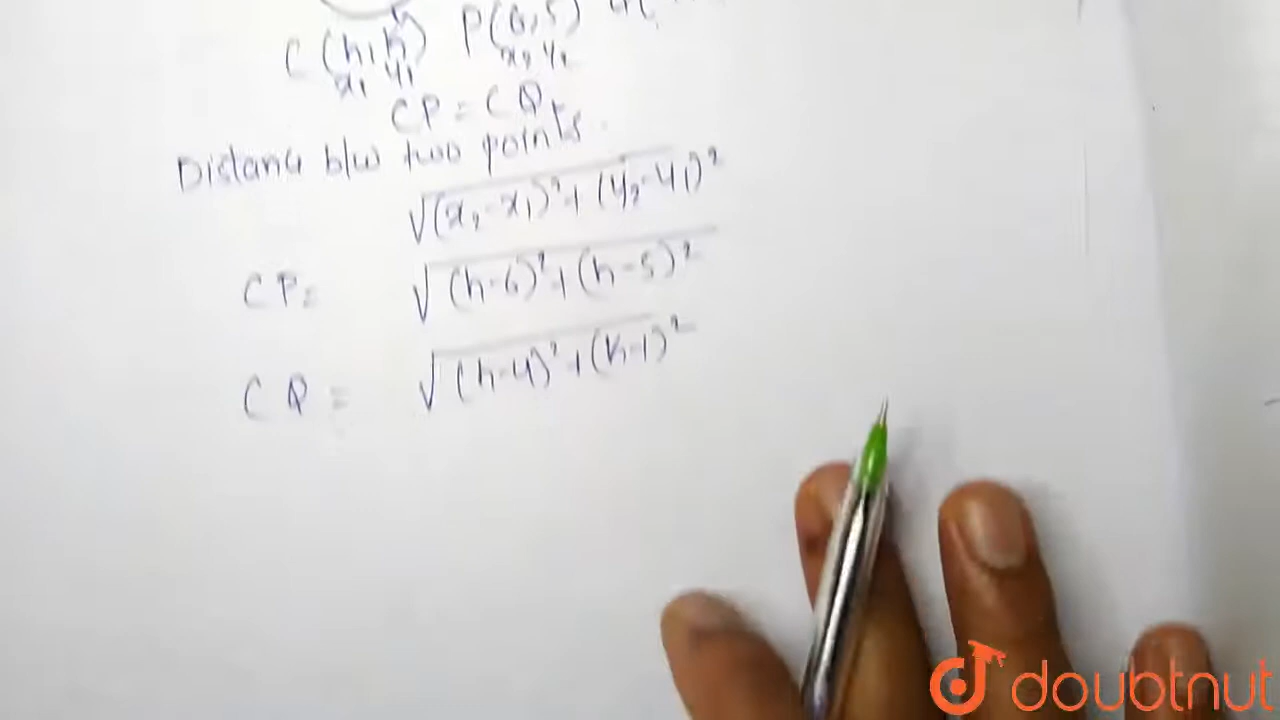 C (h, k) P(6, 5)
x₁ y₁ x₂ y₂
CP = CQ
Distance b/w two points.
√(x₂-x₁)²+(y₂-y₁)²
CP = √(h-6)²+(k-5)²
CQ = √(h-4)²+(k-1)²
doubtnut